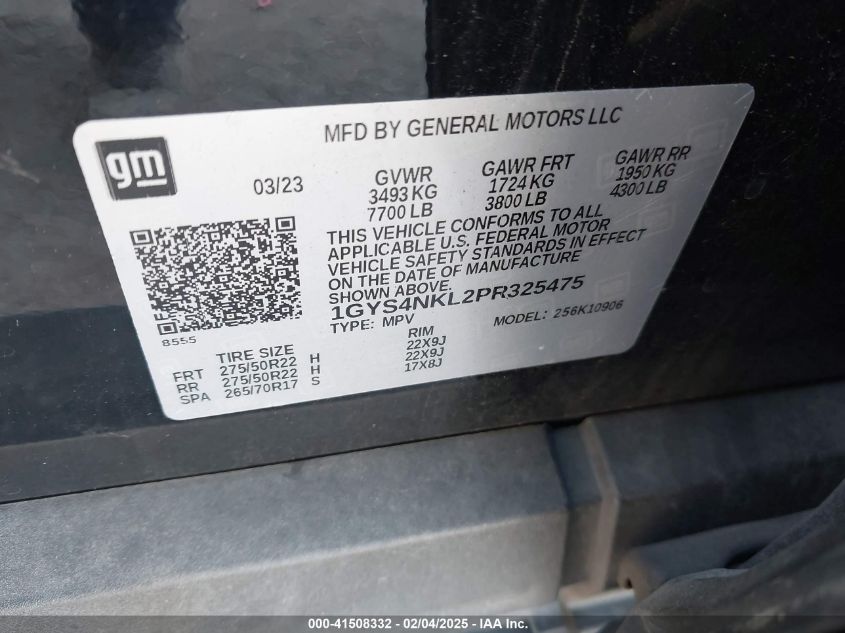 MFD BY GENERAL MOTORS LLC
gm
03/23
GVWR
3493 KG
7700 LB
GAWR FRT
1724 KG
3800 LB
GAWR RR
1950 KG
4300 LB
THIS VEHICLE CONFORMS TO ALL
APPLICABLE U.S. FEDERAL MOTOR
VEHICLE SAFETY STANDARDS IN EFFECT
ON THE DATE OF MANUFACTURE
SHOWN ABOVE.
1GYS4NKL2PR325475
TYPE: MPV
MODEL: 256K10906
8555
TIRE SIZE
RIM
FRT 275/50R22 H 22X9J
RR 275/50R22 H 22X9J
SPA 265/70R17 S 17X8J
000-41508332 - 02/04/2025 - IAA Inc.